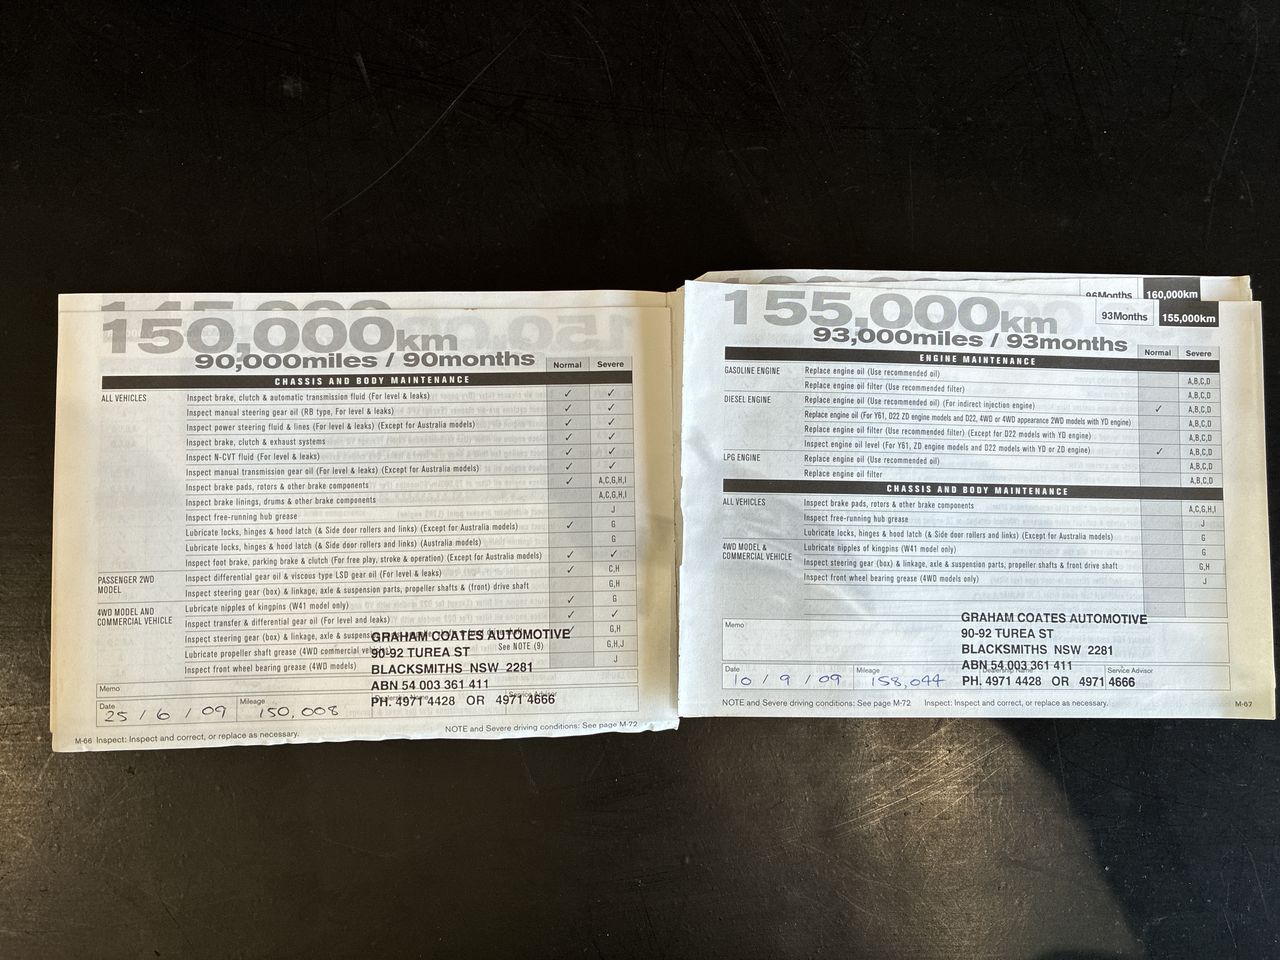 145,000
150,000km
90,000miles / 90months
Normal Severe
CHASSIS AND BODY MAINTENANCE
ALL VEHICLES Inspect brake, clutch & automatic transmission fluid (For level & leaks) ✓ ✓
Inspect manual steering gear oil (RB type, For level & leaks) ✓ ✓
Inspect power steering fluid & lines (For level & leaks) (Except for Australia models) ✓ ✓
Inspect brake, clutch & exhaust systems ✓ ✓
Inspect N-CVT fluid (For level & leaks) ✓ ✓
Inspect manual transmission gear oil (For level & leaks) (Except for Australia models) ✓ ✓
Inspect brake pads, rotors & other brake components ✓ A,C,G,H,I
Inspect brake linings, drums & other brake components A,C,G,H,I
Inspect free-running hub grease J
Lubricate locks, hinges & hood latch (& Side door rollers and links) (Except for Australia models) ✓ G
Lubricate locks, hinges & hood latch (Australia models) G
Inspect foot brake, parking brake & clutch (For free play, stroke & operation) (Except for Australia models) ✓ ✓
PASSENGER 2WD MODEL Inspect differential gear oil & viscous type LSD gear oil (For level & leaks) ✓ C,H
Inspect steering gear (box) & linkage, axle & suspension parts, propeller shafts & (front) drive shaft G,H
4WD MODEL AND COMMERCIAL VEHICLE Lubricate nipples of kingpins (W41 model only) ✓ G
Inspect transfer & differential gear oil (For level and leaks) ✓ ✓
Inspect steering gear (box) & linkage, axle & suspens ✓ G,H
Lubricate propeller shaft grease (4WD commercial See NOTE (9) G,H,J
Inspect front wheel bearing grease (4WD models) J
GRAHAM COATES AUTOMOTIVE
90-92 TUREA ST
BLACKSMITHS NSW 2281
ABN 54 003 361 411
PH. 4971 4428 OR 4971 4666
Memo
Date Mileage
25 / 6 / 09 150,008
NOTE and Severe driving conditions: See page M-72
M-66 Inspect: Inspect and correct, or replace as necessary.
96Months 160,000km
93Months 155,000km
155,000km
93,000miles / 93months
Normal Severe
ENGINE MAINTENANCE
GASOLINE ENGINE Replace engine oil (Use recommended oil) A,B,C,D
Replace engine oil filter (Use recommended filter) A,B,C,D
DIESEL ENGINE Replace engine oil (Use recommended oil) (For indirect injection engine) ✓ A,B,C,D
Replace engine oil (For Y61, D22 ZD engine models and D22, 4WD or 4WD appearance 2WD models with YD engine) A,B,C,D
Replace engine oil filter (Use recommended filter) (Except for D22 models with YD engine) A,B,C,D
Inspect engine oil level (For Y61, ZD engine models and D22 models with YD or ZD engine) ✓ A,B,C,D
LPG ENGINE Replace engine oil (Use recommended oil) A,B,C,D
Replace engine oil filter A,B,C,D
CHASSIS AND BODY MAINTENANCE
ALL VEHICLES Inspect brake pads, rotors & other brake components A,C,G,H,I
Inspect free-running hub grease J
Lubricate locks, hinges & hood latch (& Side door rollers and links) (Except for Australia models) G
4WD MODEL & COMMERCIAL VEHICLE Lubricate nipples of kingpins (W41 model only) G
Inspect steering gear (box) & linkage, axle & suspension parts, propeller shafts & front drive shaft G,H
Inspect front wheel bearing grease (4WD models only) J
GRAHAM COATES AUTOMOTIVE
90-92 TUREA ST
BLACKSMITHS NSW 2281
ABN 54 003 361 411
PH. 4971 4428 OR 4971 4666
Memo
Date Mileage Service Advisor
10 / 9 / 09 158,044
NOTE and Severe driving conditions: See page M-72 Inspect: Inspect and correct, or replace as necessary. M-67